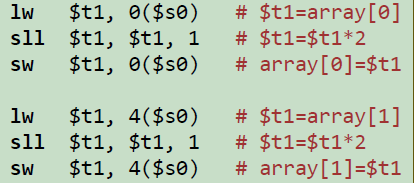 lw $t1, 0($s0) # $t1=array[0]
sll $t1, $t1, 1 # $t1=$t1*2
sw $t1, 0($s0) # array[0]=$t1
lw $t1, 4($s0) # $t1=array[1]
sll $t1, $t1, 1 # $t1=$t1*2
sw $t1, 4($s0) # array[1]=$t1